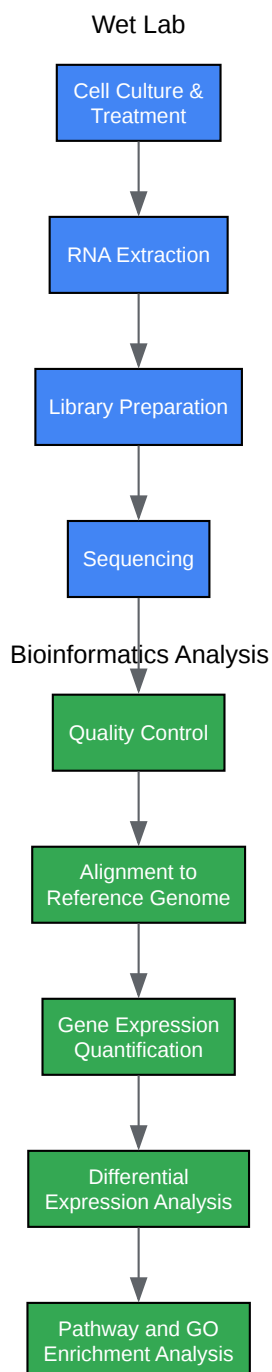 Wet Lab
Cell Culture &
Treatment
RNA Extraction
Library Preparation
Sequencing
Bioinformatics Analysis
Quality Control
Alignment to
Reference Genome
Gene Expression
Quantification
Differential
Expression Analysis
Pathway and GO
Enrichment Analysis